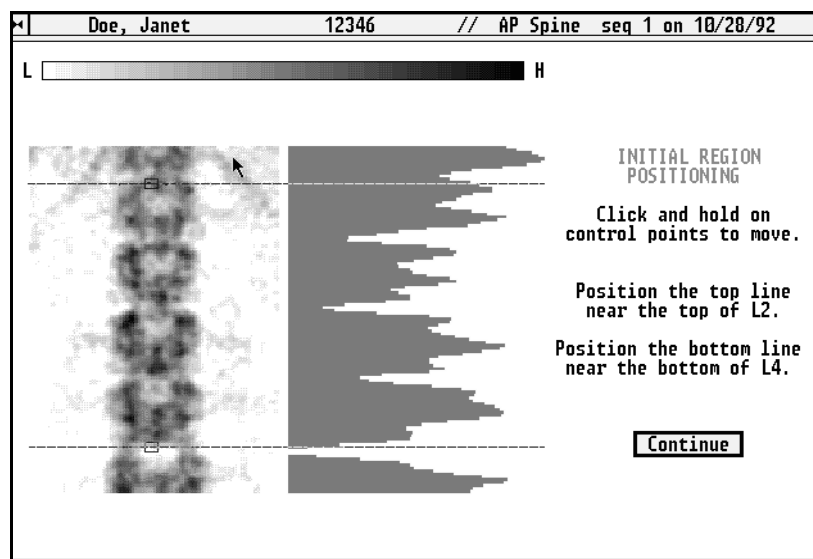 Doe, Janet 12346 // AP Spine seq 1 on 10/28/92
L H
INITIAL REGION
POSITIONING
Click and hold on
control points to move.
Position the top line
near the top of L2.
Position the bottom line
near the bottom of L4.
Continue